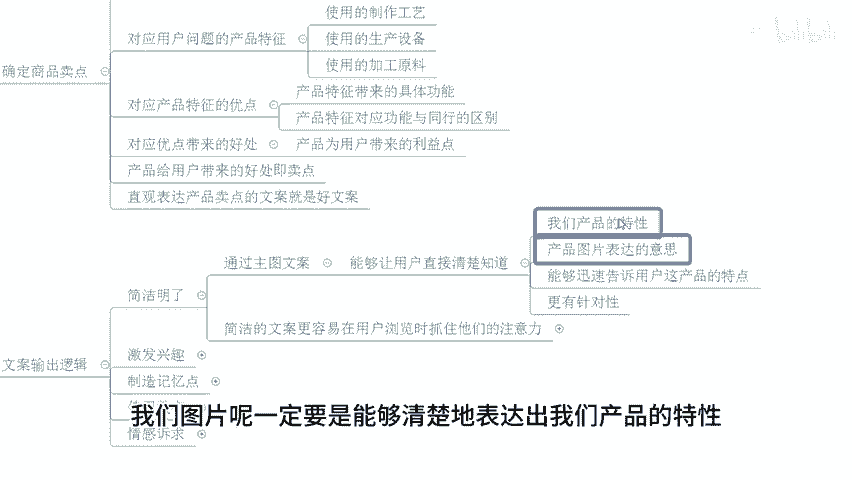 使用的制作工艺
对应用户问题的产品特征
使用的生产设备
使用的加工原料
确定商品卖点
产品特征带来的具体功能
对应产品特征的优点
产品特征对应功能与同行的区别
对应优点带来的好处
产品为用户带来的利益点
产品给用户带来的好处即卖点
直观表达产品卖点的文案就是好文案
我们产品的特性
产品图片表达的意思
通过主图文案
能够让用户直接清楚知道
能够迅速告诉用户这产品的特点
简洁明了
更有针对性
简洁的文案更容易在用户浏览时抓住他们的注意力
文案输出逻辑
激发兴趣
制造记忆点
我们图片呢一定要是能够清楚地表达出我们产品的特性
情感诉求